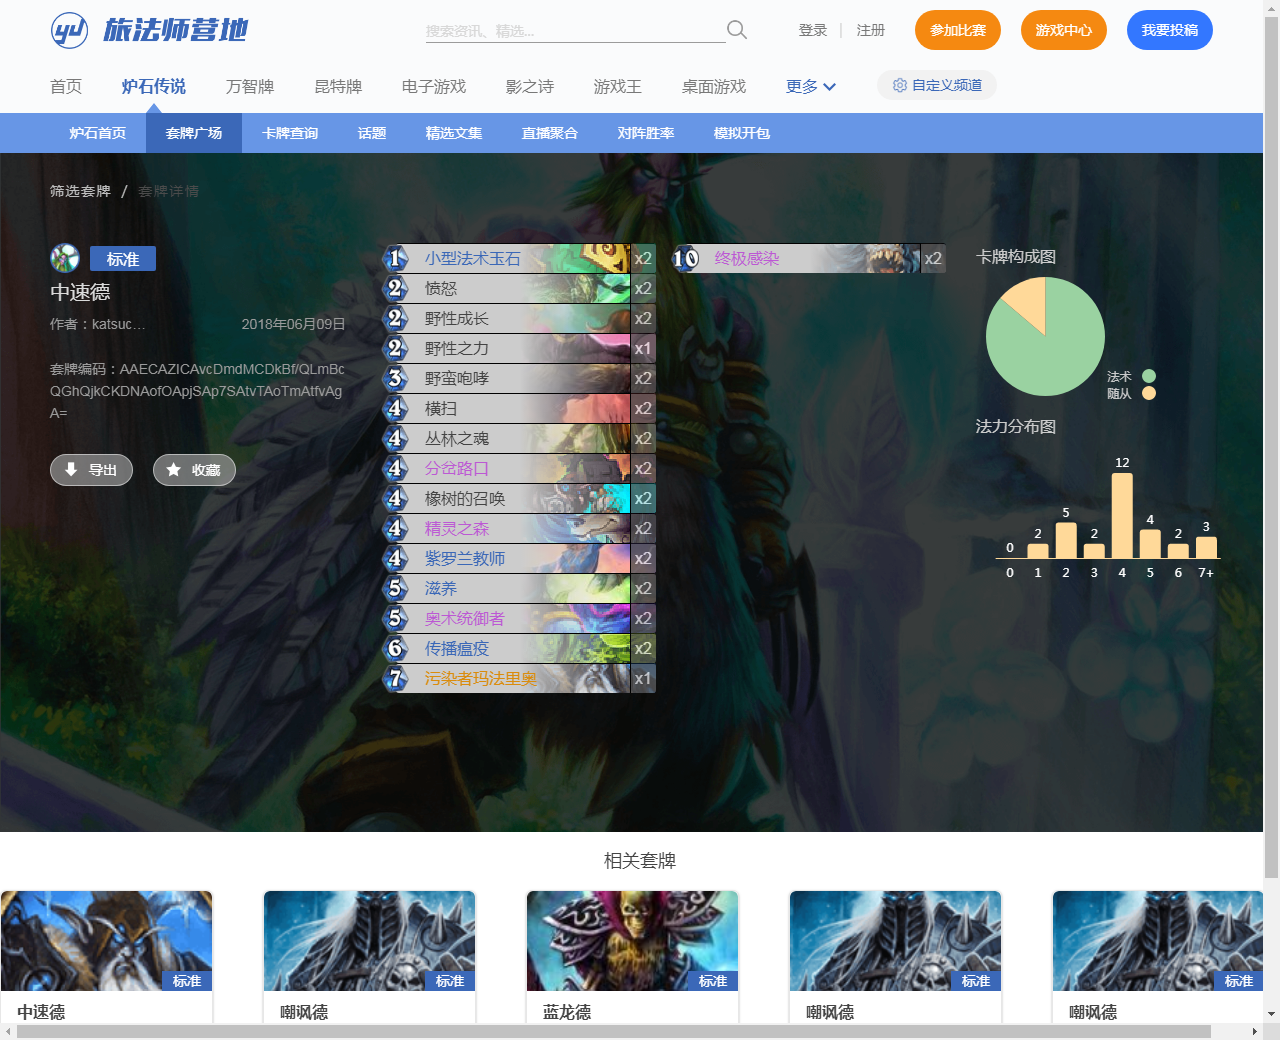 旅法师营地
搜索资讯、精选...
登录 | 注册
参加比赛
游戏中心
我要投稿
首页 炉石传说 万智牌 昆特牌 电子游戏 影之诗 游戏王 桌面游戏 更多 自定义频道
炉石首页 套牌广场 卡牌查询 话题 精选文集 直播聚合 对阵胜率 模拟开包
筛选套牌 / 套牌详情
标准
中速德
作者：katsuc... 2018年06月09日
套牌编码：AAECAZICAvcDmdMCDkBf/QLmBc
QGhQjkCKDNAofOApjSAp7SAtvTAoTmAtfvAg
A=
导出 收藏
1 小型法术玉石 x2
2 愤怒 x2
2 野性成长 x2
2 野性之力 x1
3 野蛮咆哮 x2
4 横扫 x2
4 丛林之魂 x2
4 分岔路口 x2
4 橡树的召唤 x2
4 精灵之森 x2
4 紫罗兰教师 x2
5 滋养 x2
5 奥术统御者 x2
6 传播瘟疫 x2
7 污染者玛法里奥 x1
10 终极感染 x2
卡牌构成图
法术
随从
法力分布图
0 2 5 2 12 4 2 3
0 1 2 3 4 5 6 7+
相关套牌
标准 标准 标准 标准 标准
中速德 嘲讽德 蓝龙德 嘲讽德 嘲讽德